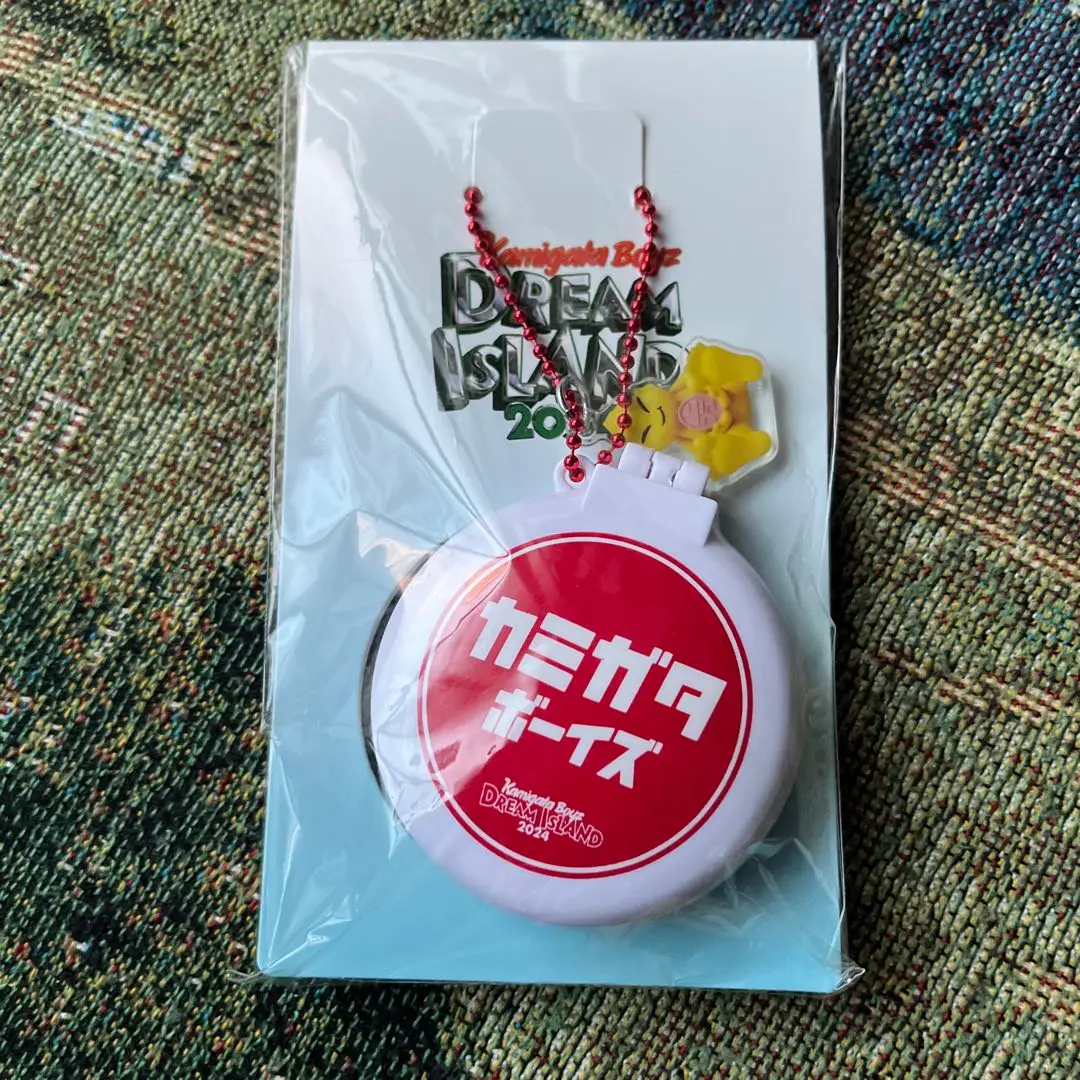 Kamigata Boyz
DREAM
ISLAND
カミガタ
ボーイズ
Kamigata Boyz
DREAM ISLAND
2024